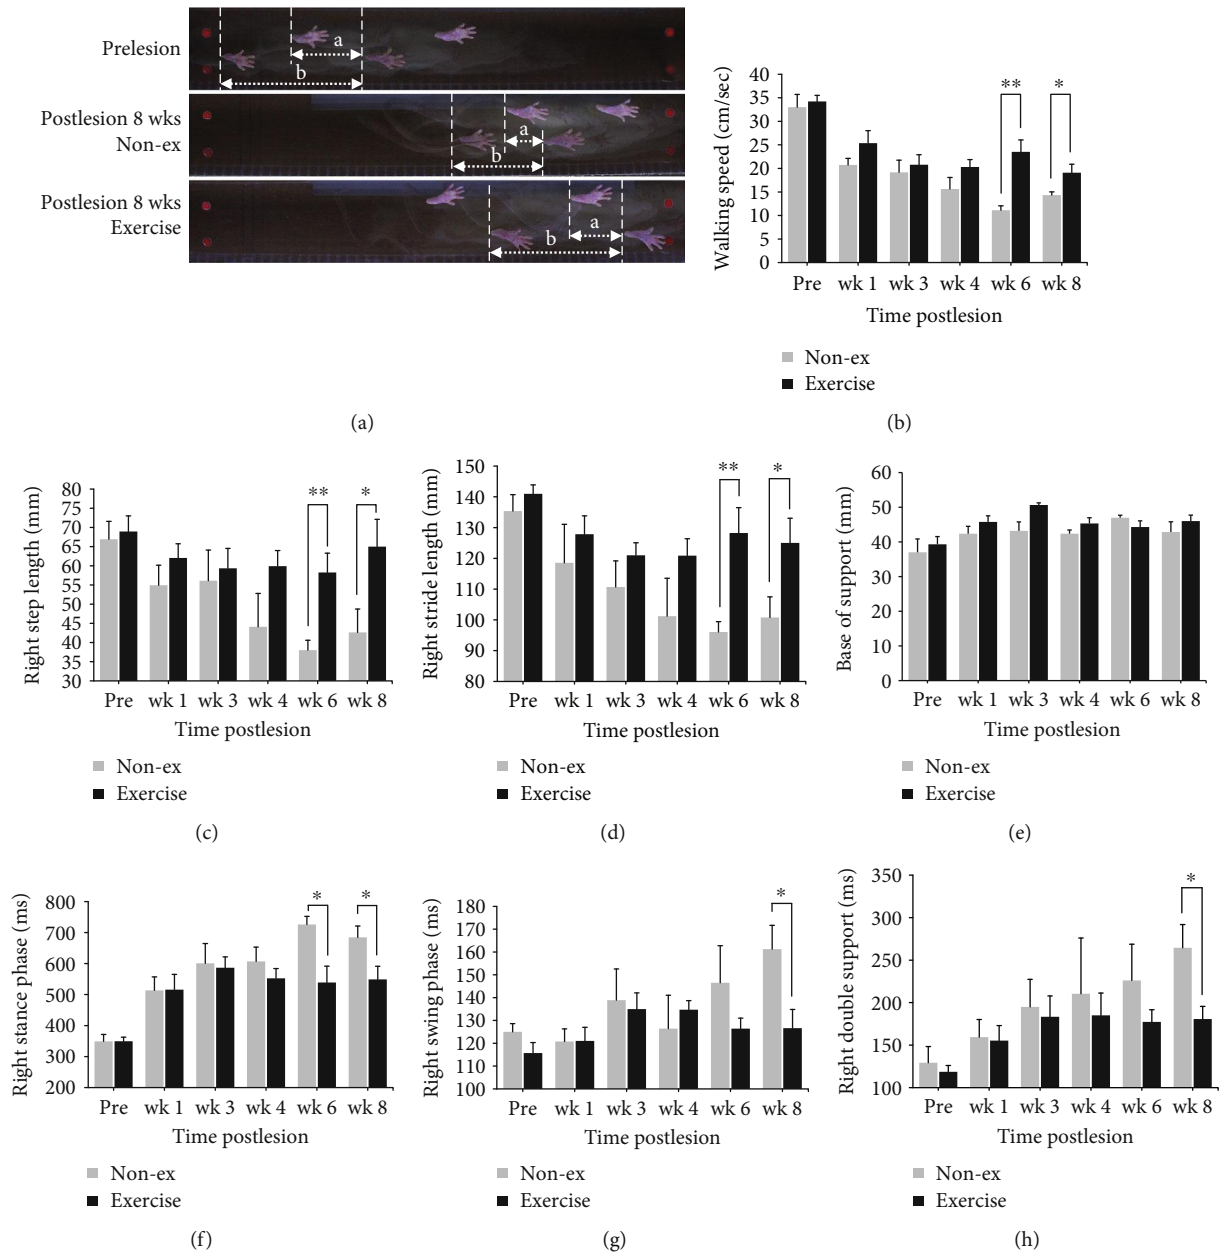 Prelesion
a
b
Postlesion 8 wks
Non-ex
a
b
Postlesion 8 wks
Exercise
a
b
(a)
Walking speed (cm/sec)
40
35
30
25
20
15
10
5
0
** *
Pre wk 1 wk 3 wk 4 wk 6 wk 8
Time postlesion
Non-ex
Exercise
(b)
Right step length (mm)
80
75
70
65
60
55
50
45
40
35
30
** *
Pre wk 1 wk 3 wk 4 wk 6 wk 8
Time postlesion
Non-ex
Exercise
(c)
Right stride length (mm)
150
140
130
120
110
100
90
80
** *
Pre wk 1 wk 3 wk 4 wk 6 wk 8
Time postlesion
Non-ex
Exercise
(d)
Base of support (mm)
60
50
40
30
20
10
0
Pre wk 1 wk 3 wk 4 wk 6 wk 8
Time postlesion
Non-ex
Exercise
(e)
Right stance phase (ms)
800
700
600
500
400
300
200
* *
Pre wk 1 wk 3 wk 4 wk 6 wk 8
Time postlesion
Non-ex
Exercise
(f)
Right swing phase (ms)
180
170
160
150
140
130
120
110
100
*
Pre wk 1 wk 3 wk 4 wk 6 wk 8
Time postlesion
Non-ex
Exercise
(g)
Right double support (ms)
350
300
250
200
150
100
*
Pre wk 1 wk 3 wk 4 wk 6 wk 8
Time postlesion
Non-ex
Exercise
(h)